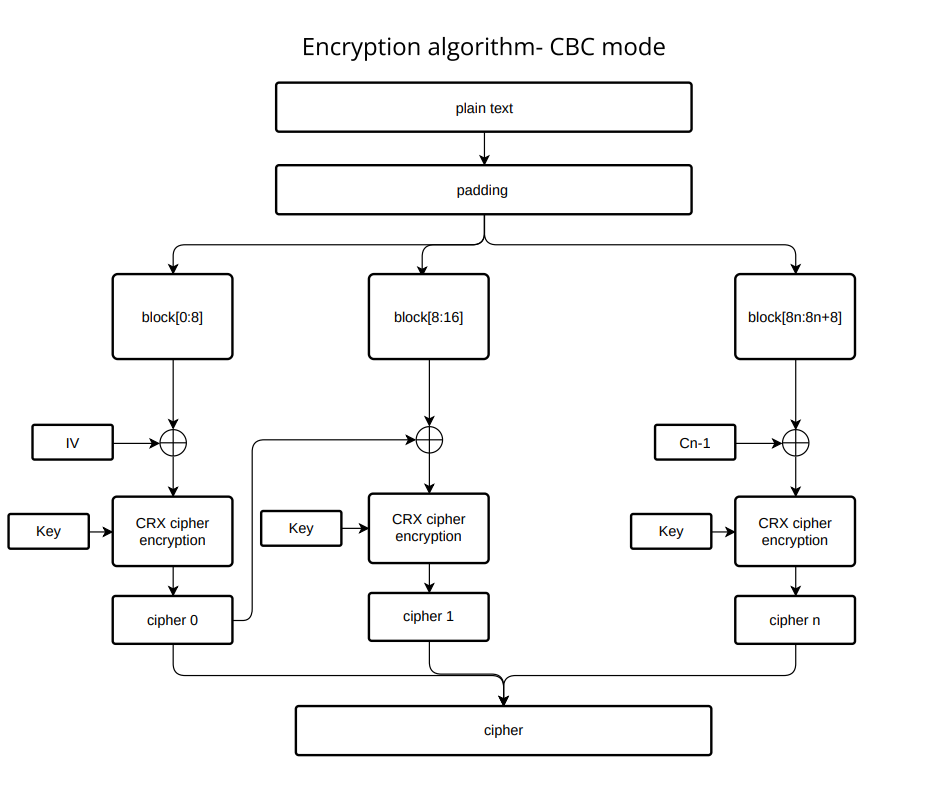 Encryption algorithm- CBC mode
plain text
padding
block[0:8]
block[8:16]
block[8n:8n+8]
IV
Cn-1
Key
CRX cipher
encryption
Key
CRX cipher
encryption
Key
CRX cipher
encryption
cipher 0
cipher 1
cipher n
cipher